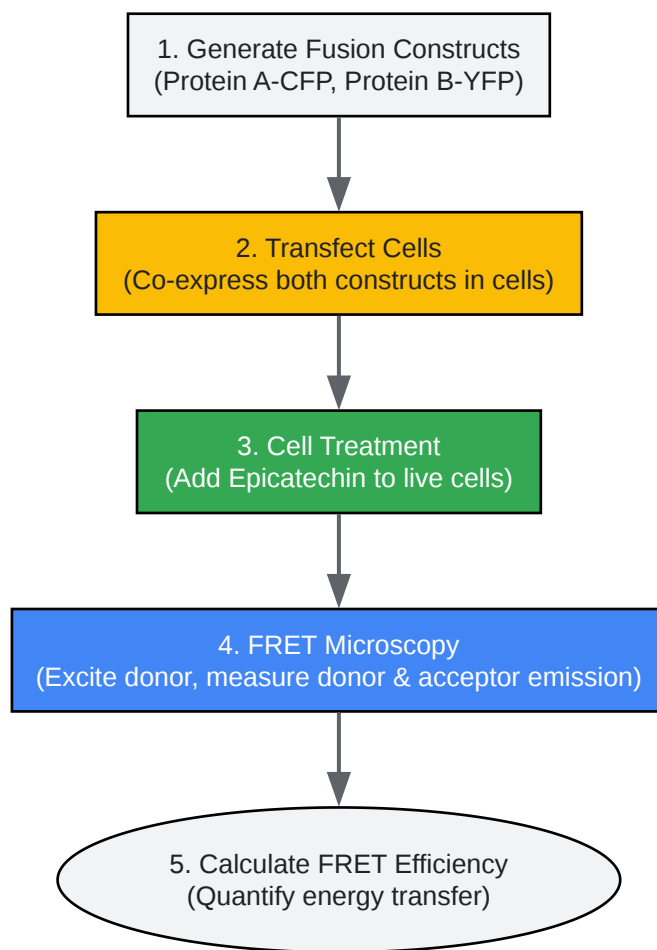 1. Generate Fusion Constructs
(Protein A-CFP, Protein B-YFP)
2. Transfect Cells
(Co-express both constructs in cells)
3. Cell Treatment
(Add Epicatechin to live cells)
4. FRET Microscopy
(Excite donor, measure donor & acceptor emission)
5. Calculate FRET Efficiency
(Quantify energy transfer)